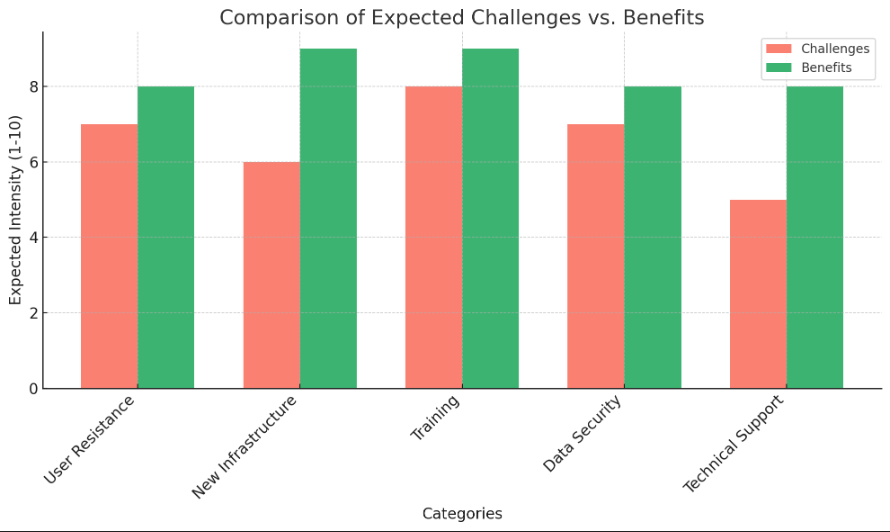 Comparison of Expected Challenges vs. Benefits
Challenges
Benefits
Expected Intensity (1-10)
8
6
4
2
0
User Resistance
New Infrastructure
Training
Data Security
Technical Support
Categories